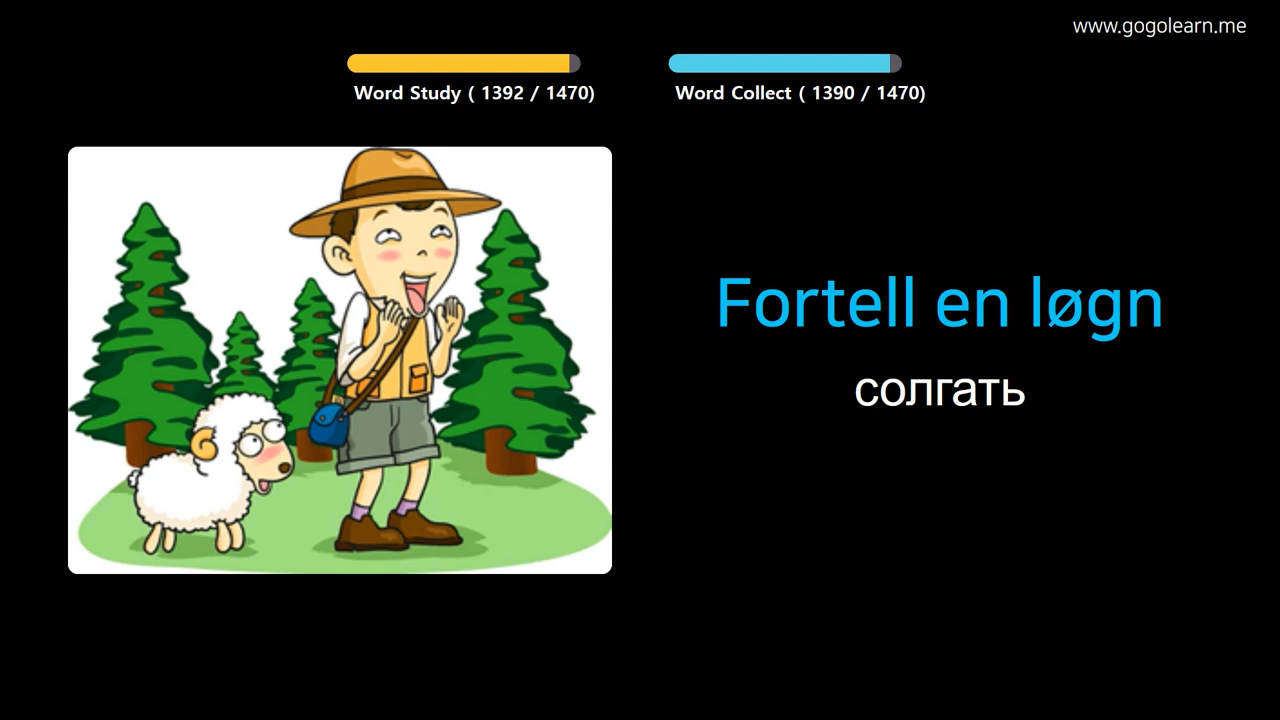 www.gogolearn.me
Word Study ( 1392 / 1470)
Word Collect ( 1390 / 1470)
Fortell en løgn
солгать